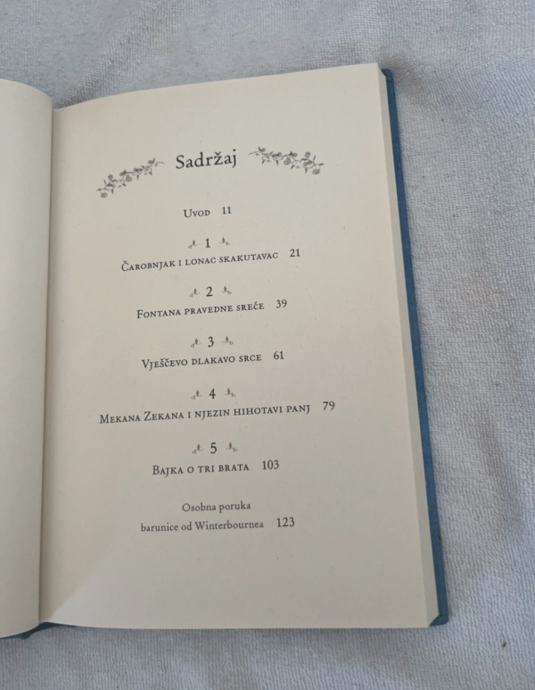 Sadržaj
Uvod 11
1
Čarobnjak i lonac skakutavac 21
2
Fontana pravedne sreće 39
3
Vješčevo dlakavo srce 61
4
Mekana Zekana i njezin hihotavi panj 79
5
Bajka o tri brata 103
Osobna poruka
barunice od Winterbournea 123